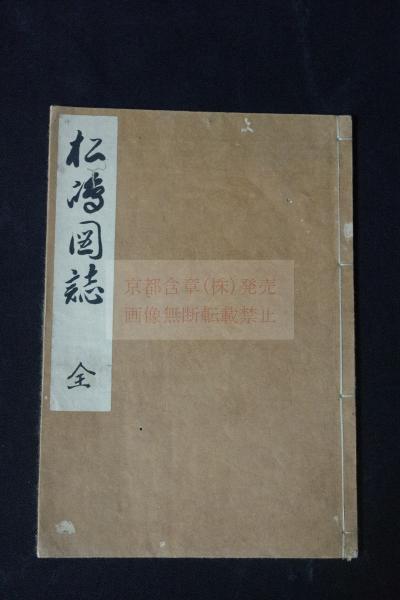 松嶋図誌 全
京都含章(株)発売
画像無断転載禁止